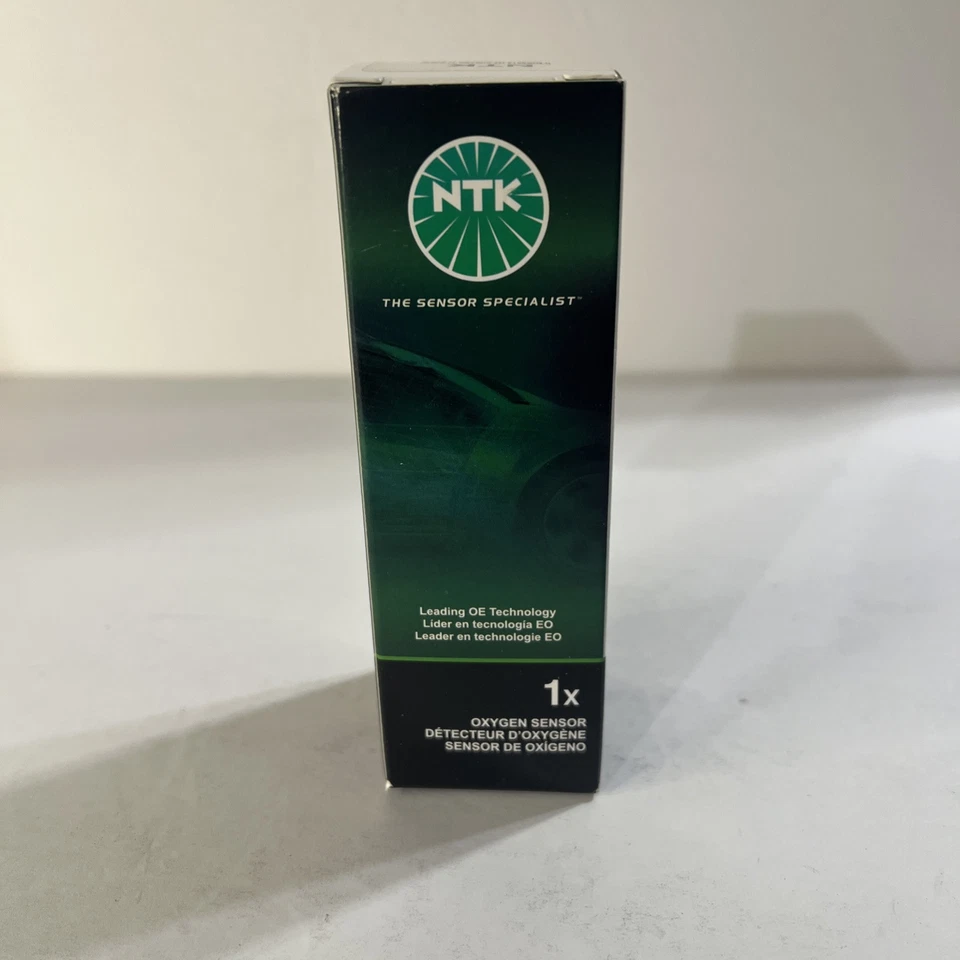 NTK
THE SENSOR SPECIALIST™
Leading OE Technology
Líder en tecnología EO
Leader en technologie EO
1x
OXYGEN SENSOR
DÉTECTEUR D'OXYGÈNE
SENSOR DE OXÍGENO